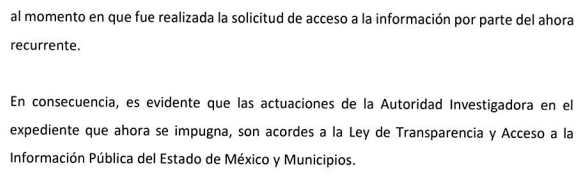 al momento en que fue realizada la solicitud de acceso a la información por parte del ahora
recurrente.
En consecuencia, es evidente que las actuaciones de la Autoridad Investigadora en el
expediente que ahora se impugna, son acordes a la Ley de Transparencia y Acceso a la
Información Pública del Estado de México y Municipios.